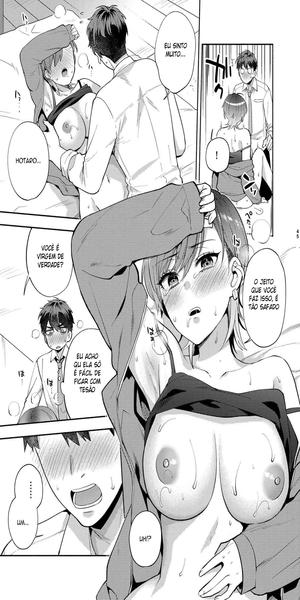 EU SINTO
MUITO...
!
HOTARO...
VOCÊ É
VIRGEM DE
VERDADE?
O JEITO
QUE VOCÊ
FAZ ISSO, É
TÃO SAFADO
EU ACHO
QU ELA SÓ
É FÁCIL DE
FICAR COM
TESÃO
UM...
UH!?